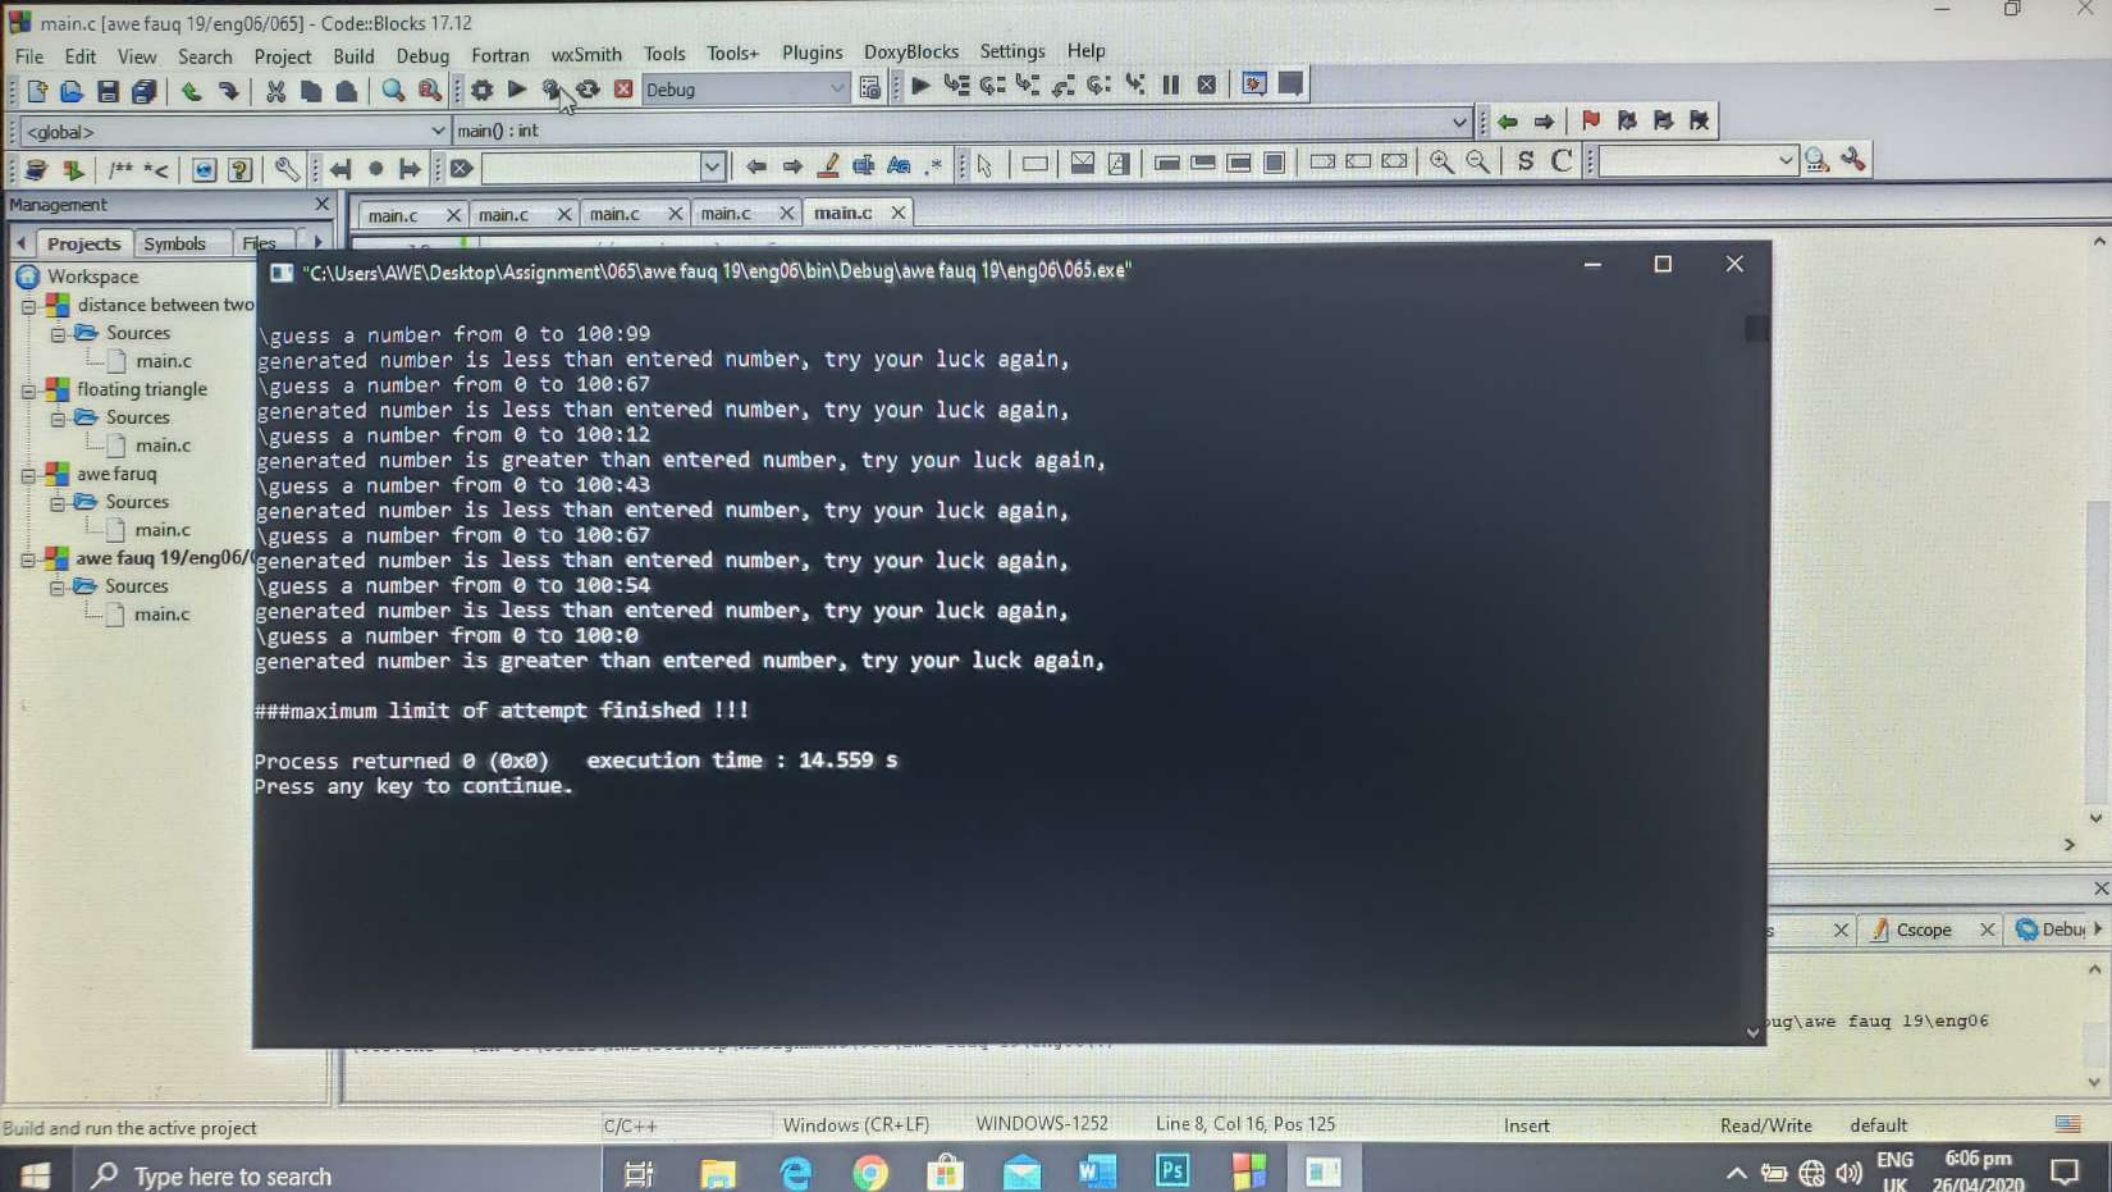 main.c [awe fauq 19/eng06/065] - Code::Blocks 17.12
File Edit View Search Project Build Debug Fortran wxSmith Tools Tools+ Plugins DoxyBlocks Settings Help
Debug
<global> main() : int
/** *< .* S C
Management
main.c main.c main.c main.c main.c
Projects Symbols Files
Workspace
distance between two
Sources
main.c
floating triangle
Sources
main.c
awe faruq
Sources
main.c
awe fauq 19/eng06/
Sources
main.c
"C:\Users\AWE\Desktop\Assignment\065\awe fauq 19\eng06\bin\Debug\awe fauq 19\eng06\065.exe"
\guess a number from 0 to 100:99
generated number is less than entered number, try your luck again,
\guess a number from 0 to 100:67
generated number is less than entered number, try your luck again,
\guess a number from 0 to 100:12
generated number is greater than entered number, try your luck again,
\guess a number from 0 to 100:43
generated number is less than entered number, try your luck again,
\guess a number from 0 to 100:67
generated number is less than entered number, try your luck again,
\guess a number from 0 to 100:54
generated number is less than entered number, try your luck again,
\guess a number from 0 to 100:0
generated number is greater than entered number, try your luck again,
###maximum limit of attempt finished !!!
Process returned 0 (0x0) execution time : 14.559 s
Press any key to continue.
s Cscope Debu
ug\awe fauq 19\eng06
Build and run the active project C/C++ Windows (CR+LF) WINDOWS-1252 Line 8, Col 16, Pos 125 Insert Read/Write default
Type here to search
W Ps
ENG 6:06 pm
UK 26/04/2020